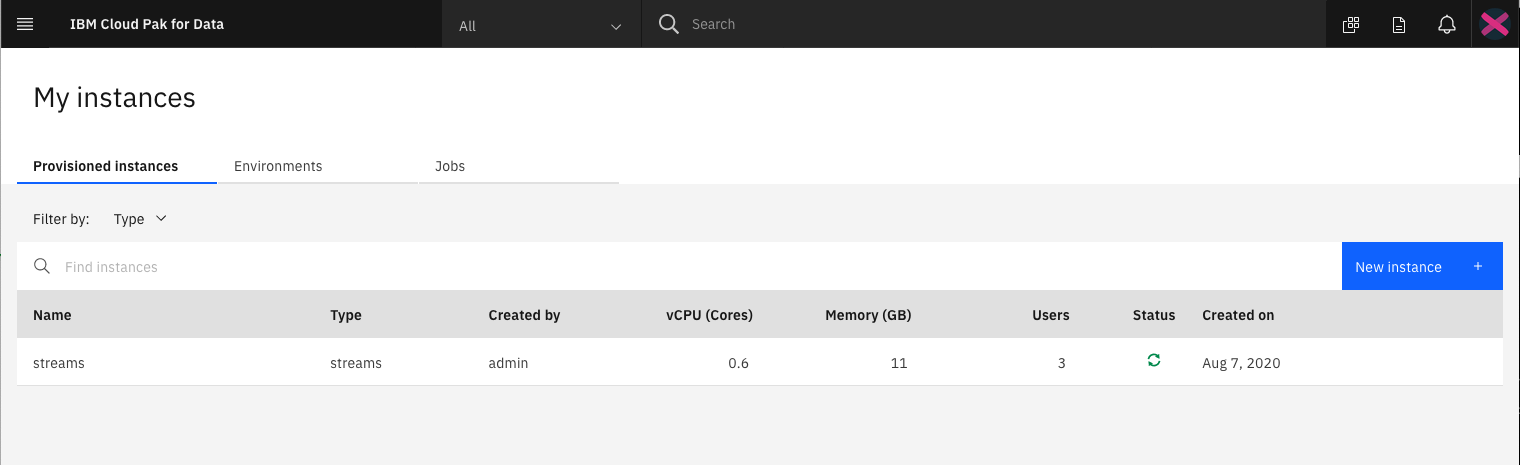 IBM Cloud Pak for Data All Search
My instances
Provisioned instances Environments Jobs
Filter by: Type
Find instances New instance +
Name Type Created by vCPU (Cores) Memory (GB) Users Status Created on
streams streams admin 0.6 11 3 Aug 7, 2020